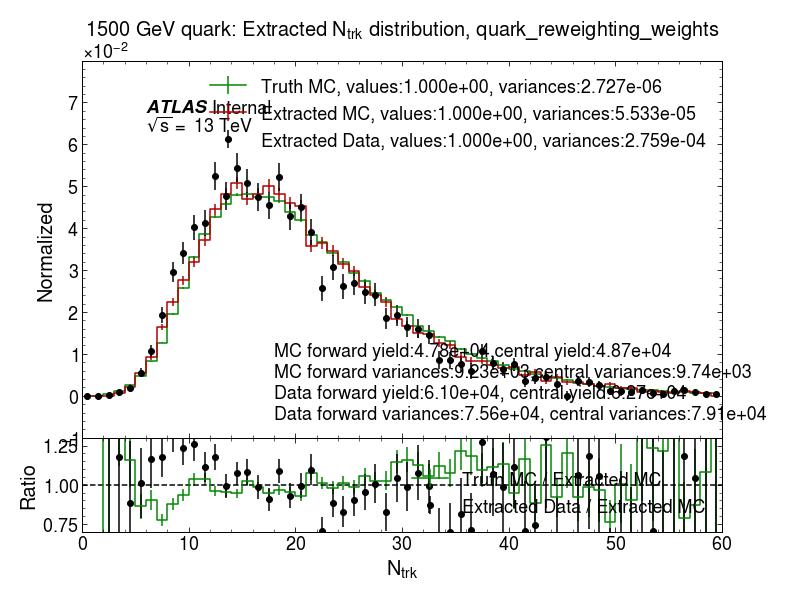 1500 GeV quark: Extracted Ntrk distribution, quark_reweighting_weights
×10−2
Truth MC, values:1.000e+00, variances:2.727e-06
ATLAS Internal
Extracted MC, values:1.000e+00, variances:5.533e-05
√s = 13 TeV
Extracted Data, values:1.000e+00, variances:2.759e-04
7
6
5
4
3
2
1
0
Normalized
MC forward yield:4.78e+04, central yield:4.87e+04
MC forward variances:9.23e+03, central variances:9.74e+03
Data forward yield:6.10e+04, central yield:6.27e+04
Data forward variances:7.56e+04, central variances:7.91e+04
1.25
1.00
0.75
Ratio
Truth MC / Extracted MC
Extracted Data / Extracted MC
0 10 20 30 40 50 60
Ntrk